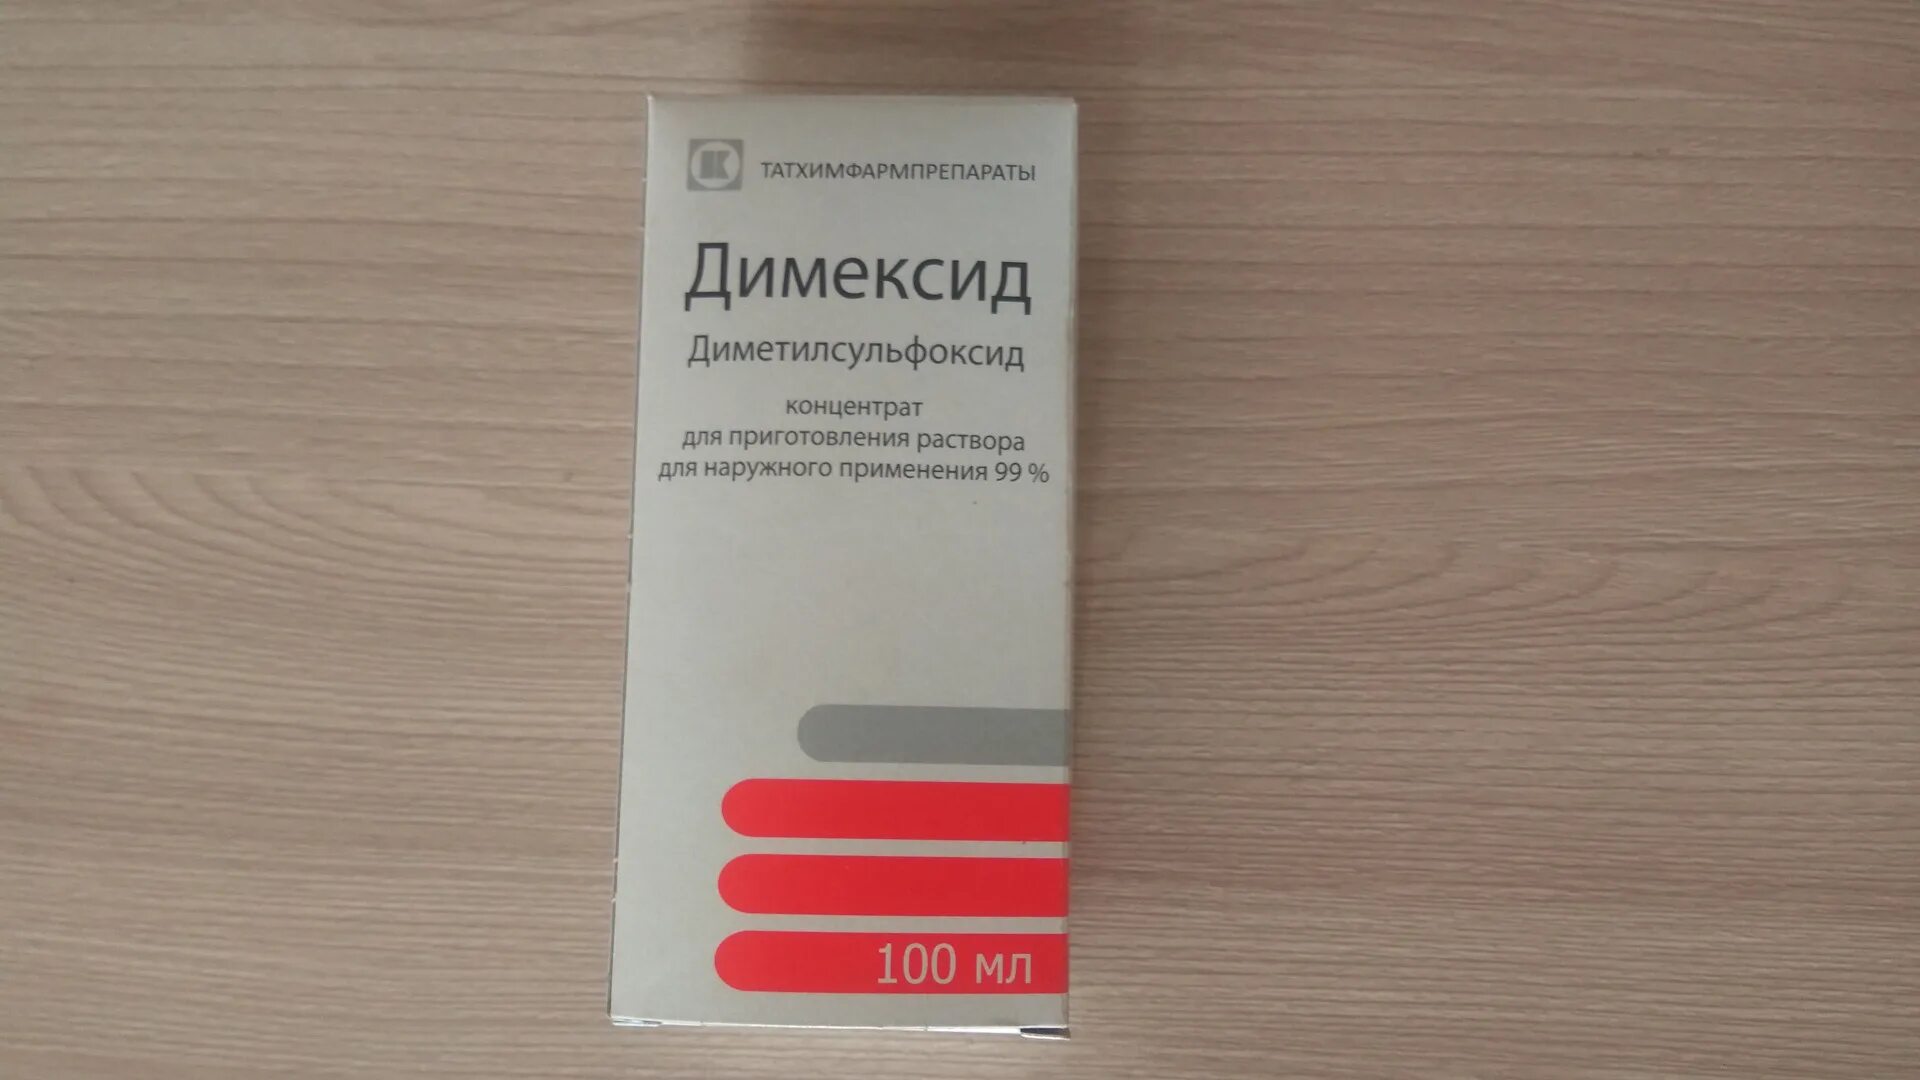 ТАТХИМФАРМПРЕПАРАТЫ
Димексид
Диметилсульфоксид
концентрат
для приготовления раствора
для наружного применения 99 %
100 мл